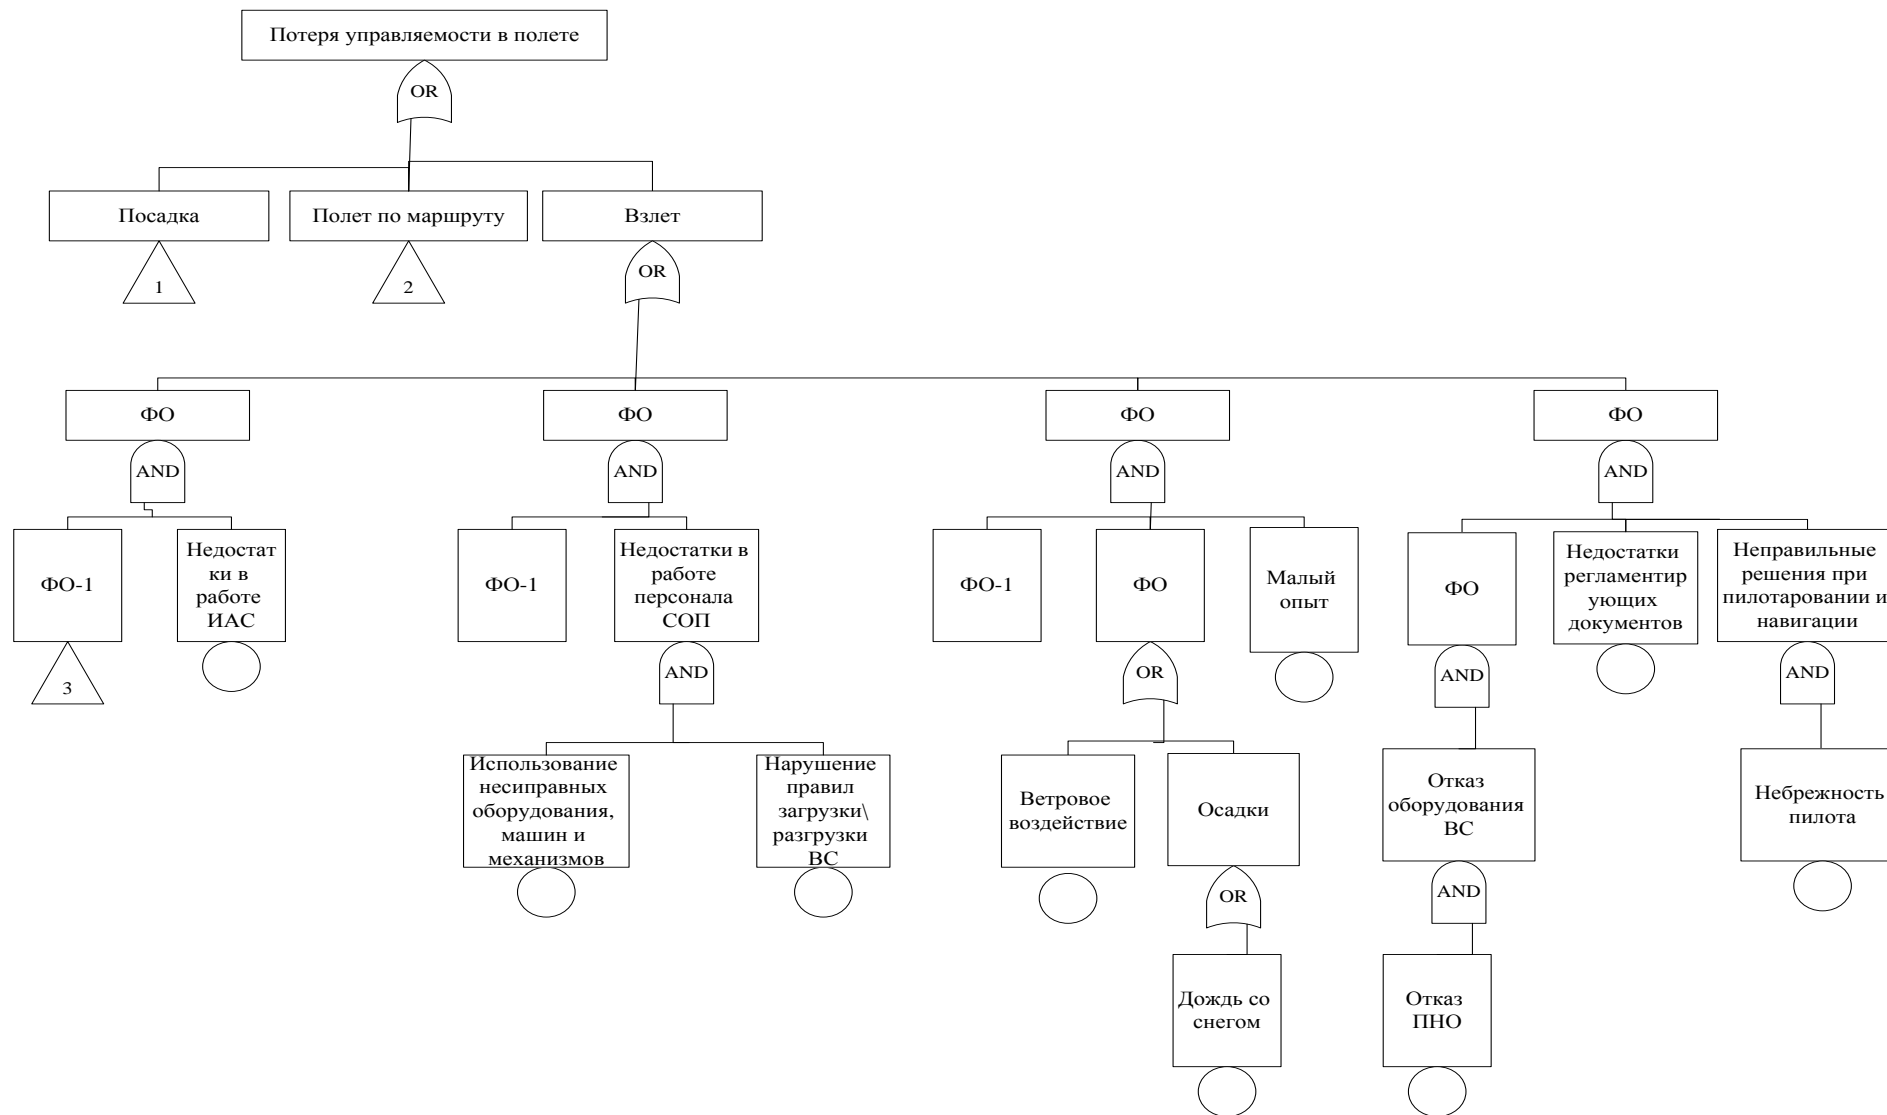 Потеря управляемости в полете
OR
Посадка
Полет по маршруту
Взлет
1
2
OR
ФО
ФО
ФО
ФО
AND
AND
AND
AND
ФО-1
Недостат
ки в
работе
ИАС
ФО-1
Недостатки в
работе
персонала
СОП
ФО-1
ФО
Малый
опыт
ФО
Недостатки
регламентир
ующих
документов
Неправильные
решения при
пилотаровании и
навигации
3
AND
OR
AND
AND
Использование
несиправных
оборудования,
машин и
механизмов
Нарушение
правил
загрузки\
разгрузки
ВС
Ветровое
воздействие
Осадки
Отказ
оборудования
ВС
Небрежность
пилота
OR
AND
Дождь со
снегом
Отказ
ПНО